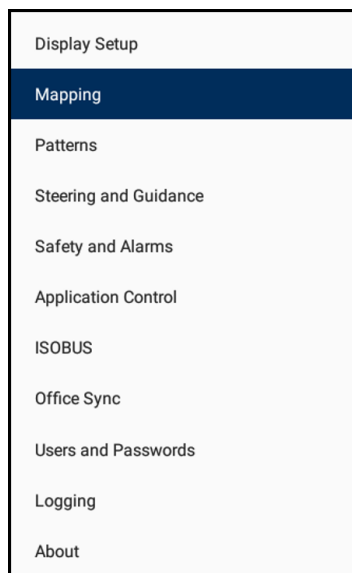 Display Setup
Mapping
Patterns
Steering and Guidance
Safety and Alarms
Application Control
ISOBUS
Office Sync
Users and Passwords
Logging
About